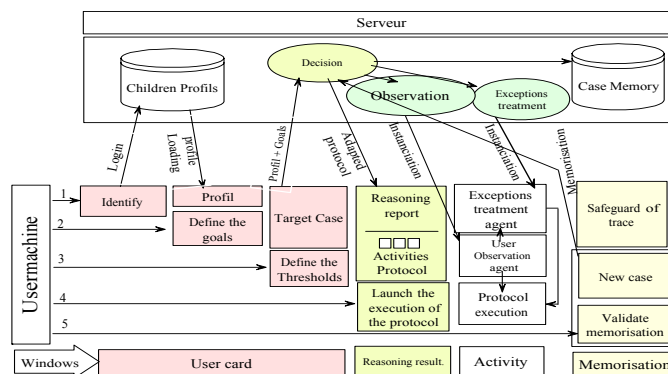 Serveur
Children Profils
Decision
Observation
Exceptions
treatment
Case Memory
Login
profile
Loading
Profil + Goals
Adapted
protocol
Instanciation
Instanciation
Memorisation
Usermachine
1
2
3
4
5
Identify
Profil
Define the
goals
Target Case
Define the
Thresholds
Reasoning
report
Activities
Protocol
Launch the
execution of
the protocol
Exceptions
treatment
agent
User
Observation
agent
Protocol
execution
Safeguard of
trace
New case
Validate
memorisation
Windows
User card
Reasoning result.
Activity
Memorisation